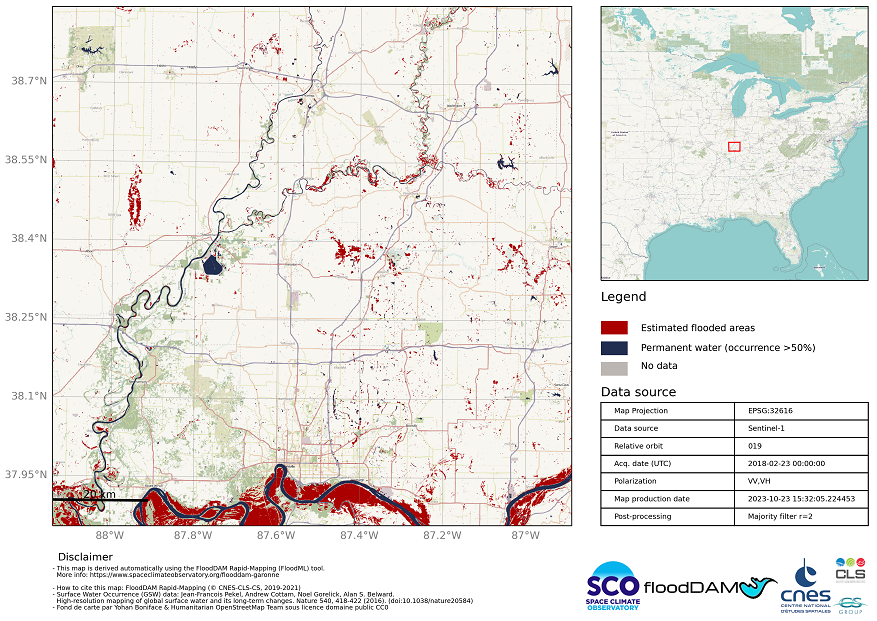 38.7°N
38.55°N
38.4°N
38.25°N
38.1°N
37.95°N
20 km
88°W
87.8°W
87.6°W
87.4°W
87.2°W
87°W
Legend
Estimated flooded areas
Permanent water (occurrence >50%)
No data
Data source
Map Projection EPSG:32616
Data source Sentinel-1
Relative orbit 019
Acq. date (UTC) 2018-02-23 00:00:00
Polarization VV,VH
Map production date 2023-10-23 15:32:05.224453
Post-processing Majority filter r=2
Disclaimer
- This map is derived automatically using the FloodDAM Rapid-Mapping (FloodML) tool.
More info: https://www.spaceclimateobservatory.org/flooddam-garonne
- How to cite this map: FloodDAM Rapid-Mapping (© CNES-CLS-CS, 2019-2021)
- Surface Water Occurrence (GSW) data: Jean-Francois Pekel, Andrew Cottam, Noel Gorelick, Alan S. Belward.
High-resolution mapping of global surface water and its long-term changes. Nature 540, 418-422 (2016). (doi:10.1038/nature20584)
- Fond de carte par Yohan Boniface & Humanitarian OpenStreetMap Team sous licence domaine public CC0
SCO
SPACE CLIMATE
OBSERVATORY
floodDAM
cnes
CENTRE NATIONAL
D'ÉTUDES SPATIALES
CLS
GROUP